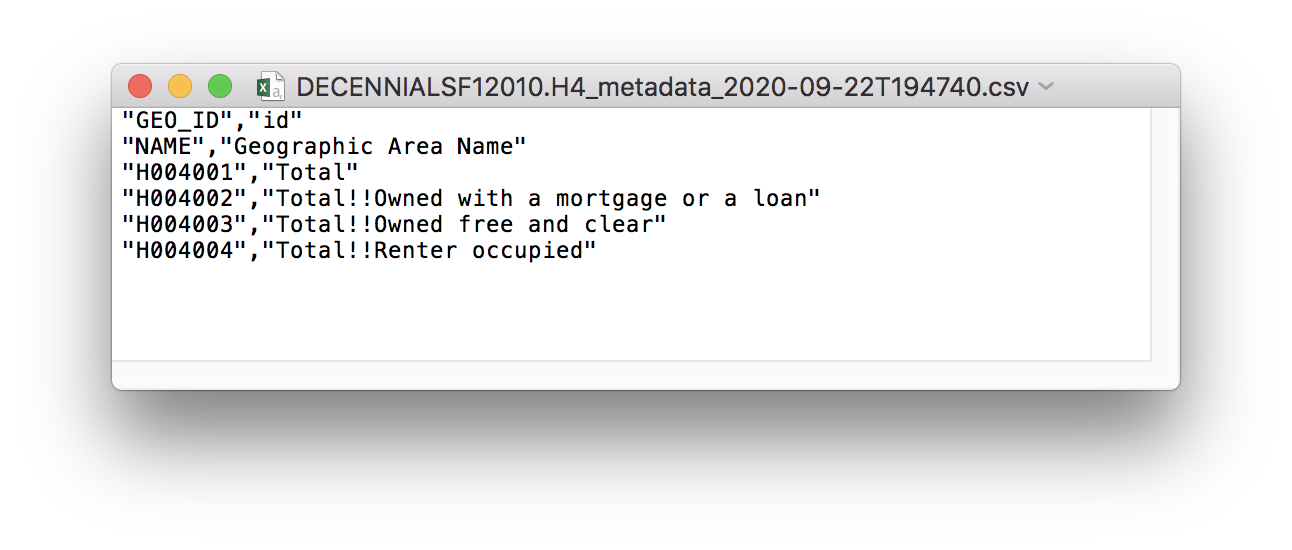 DECENNIALSF12010.H4_metadata_2020-09-22T194740.csv
"GEO_ID","id"
"NAME","Geographic Area Name"
"H004001","Total"
"H004002","Total!!Owned with a mortgage or a loan"
"H004003","Total!!Owned free and clear"
"H004004","Total!!Renter occupied"